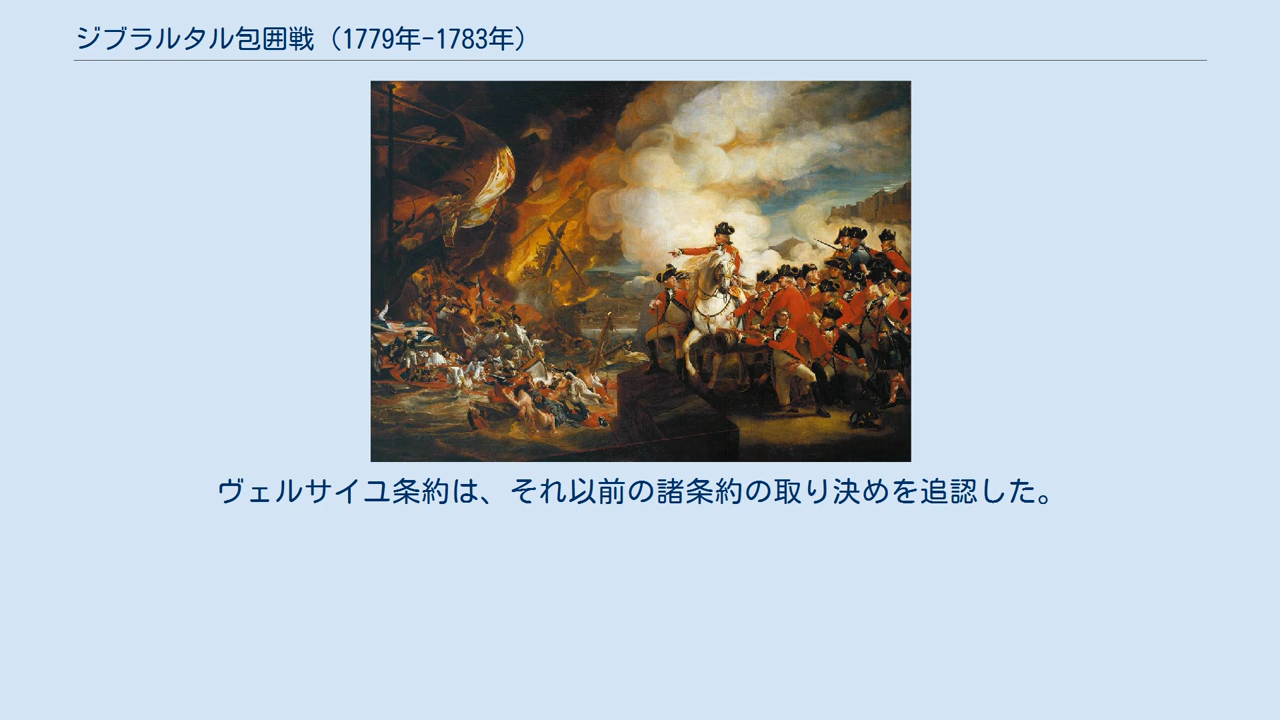 ジブラルタル包囲戦（1779年-1783年）
ヴェルサイユ条約は、それ以前の諸条約の取り決めを追認した。